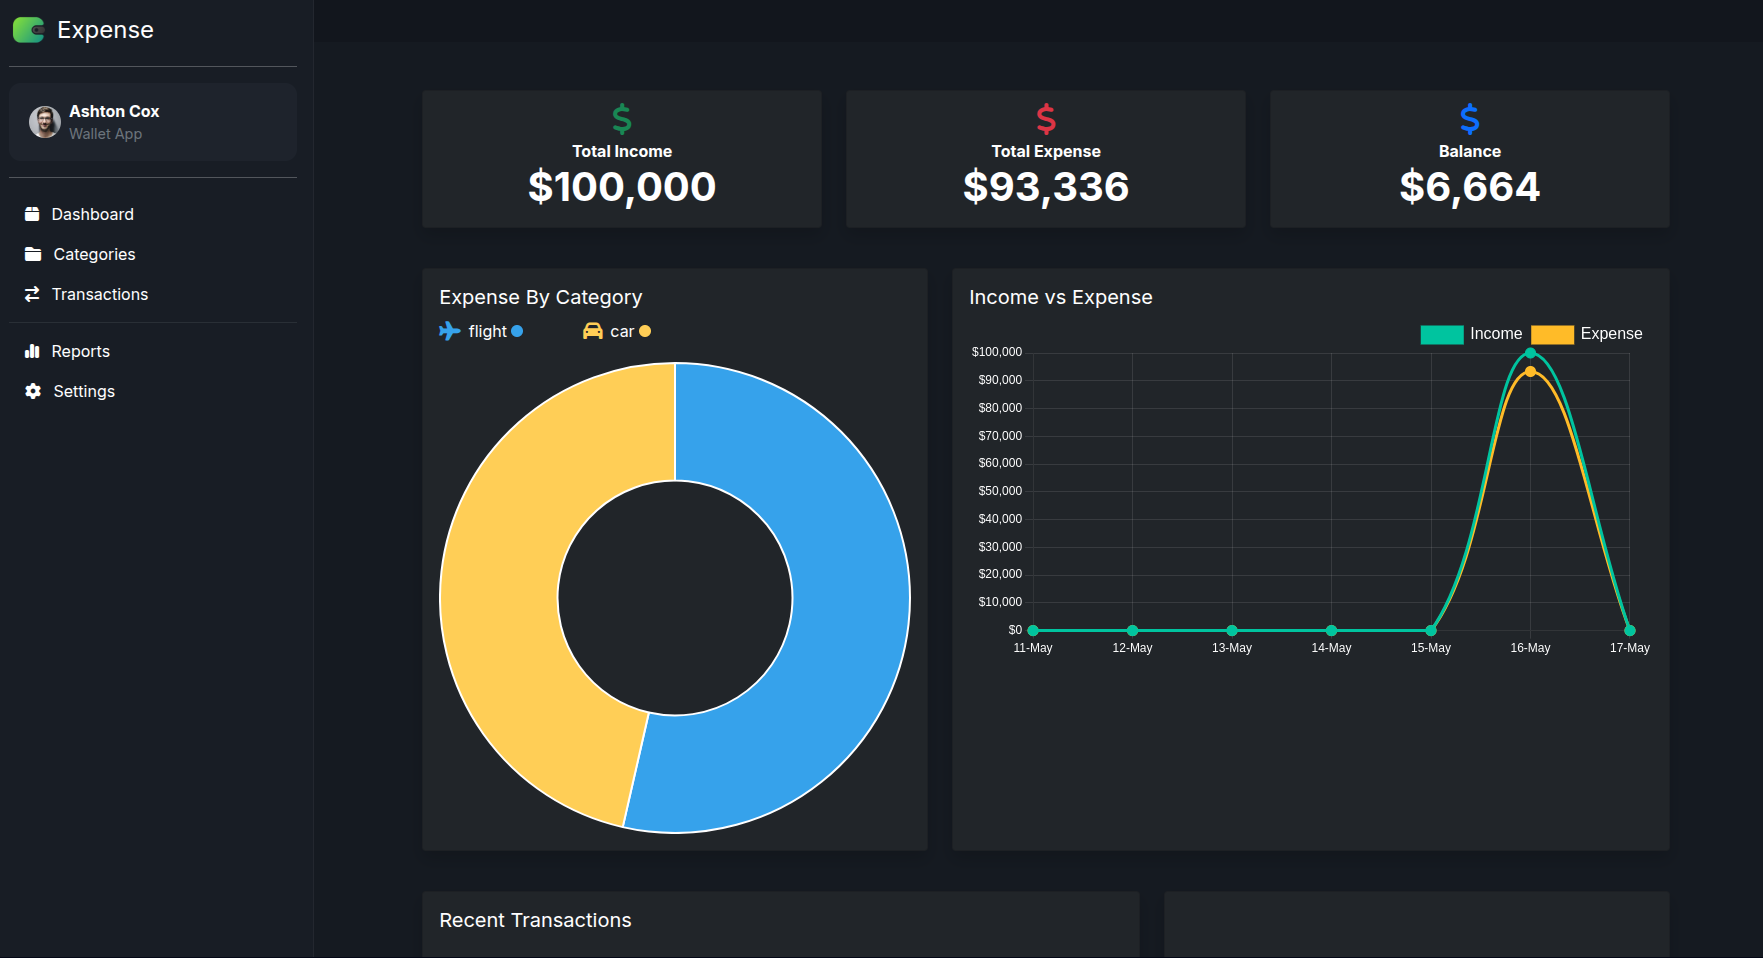 Expense
Ashton Cox
Wallet App
Dashboard
Categories
Transactions
Reports
Settings
Total Income
$100,000
Total Expense
$93,336
Balance
$6,664
Expense By Category
flight
car
Income vs Expense
Income Expense
$100,000
$90,000
$80,000
$70,000
$60,000
$50,000
$40,000
$30,000
$20,000
$10,000
$0
11-May 12-May 13-May 14-May 15-May 16-May 17-May
Recent Transactions